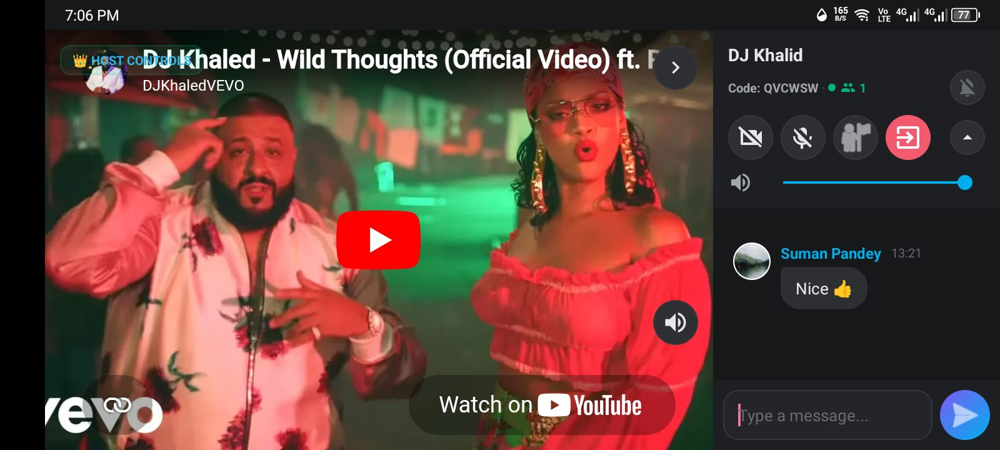 7:06 PM
165
B/S
Vo
LTE
4G
4G
77
👑 HOST CONTROLS
DJ Khaled - Wild Thoughts (Official Video) ft.
DJKhaledVEVO
vevo
Watch on YouTube
DJ Khalid
Code: QVCWSW · 1
Suman Pandey 13:21
Nice 👍
Type a message...